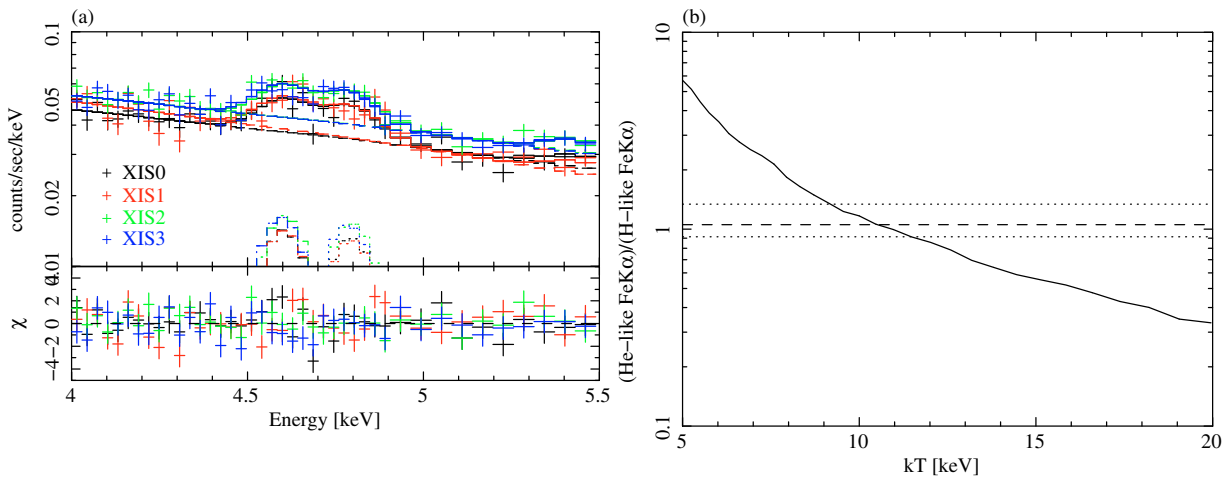 (a)
0.1
0.05
0.02
0.01
counts/sec/keV
XIS0
XIS1
XIS2
XIS3
χ
2
0
−2
−4
4
4.5
5
5.5
Energy [keV]
(b)
10
1
0.1
(He−like FeKα)/(H−like FeKα)
5
10
15
20
kT [keV]